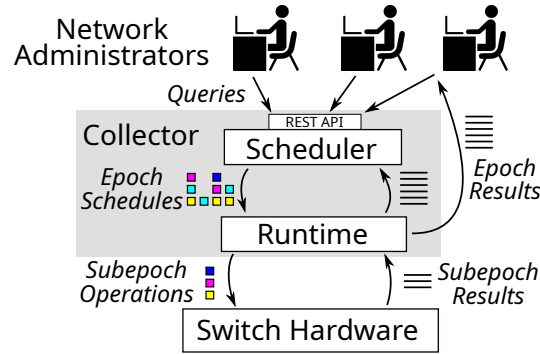 Network
Administrators
Queries
REST API
Collector
Scheduler
Epoch
Schedules
Epoch
Results
Runtime
Subepoch
Operations
Subepoch
Results
Switch Hardware